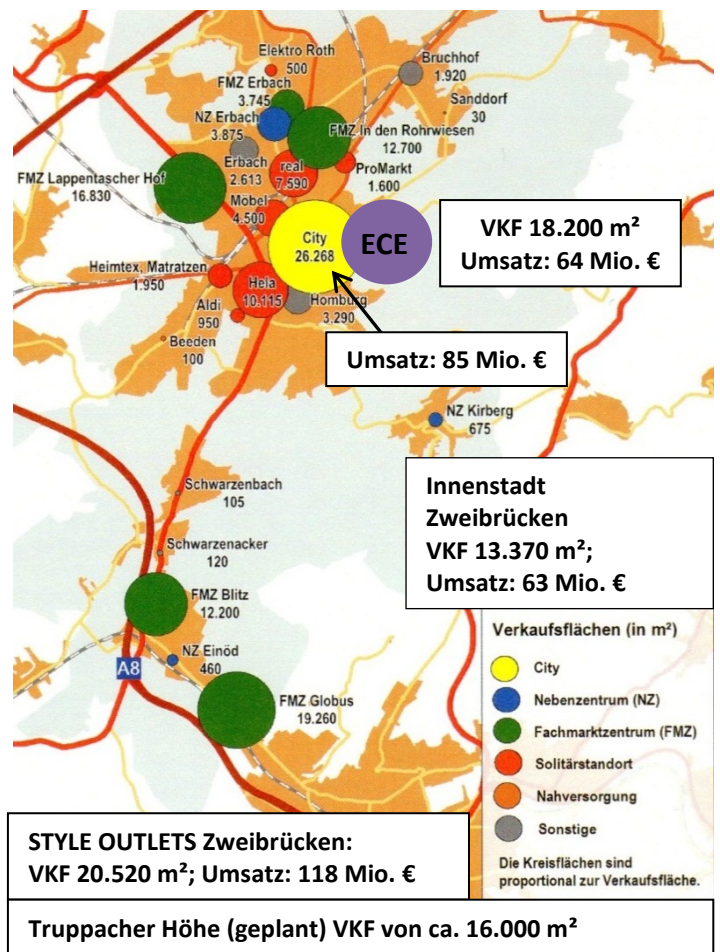 Elektro Roth
500
FMZ Erbach
3.745
NZ Erbach
3.875
Bruchhof
1.920
Sanddorf
30
FMZ In den Rohrwiesen
12.700
Erbach
2.613
real
7.590
ProMarkt
1.600
FMZ Lappentascher Hof
16.830
Möbel
4.500
City
26.268
ECE
VKF 18.200 m²
Umsatz: 64 Mio. €
Heimtex, Matratzen
1.950
Hela
10.115
Homburg
3.290
Aldi
950
Beeden
100
Umsatz: 85 Mio. €
NZ Kirberg
675
Innenstadt
Zweibrücken
VKF 13.370 m²;
Umsatz: 63 Mio. €
Schwarzenbach
105
Schwarzenacker
120
FMZ Blitz
12.200
A8
NZ Einöd
460
FMZ Globus
19.260
Verkaufsflächen (in m²)
City
Nebenzentrum (NZ)
Fachmarktzentrum (FMZ)
Solitärstandort
Nahversorgung
Sonstige
Die Kreisflächen sind
proportional zur Verkaufsfläche.
STYLE OUTLETS Zweibrücken:
VKF 20.520 m²; Umsatz: 118 Mio. €
Truppacher Höhe (geplant) VKF von ca. 16.000 m²